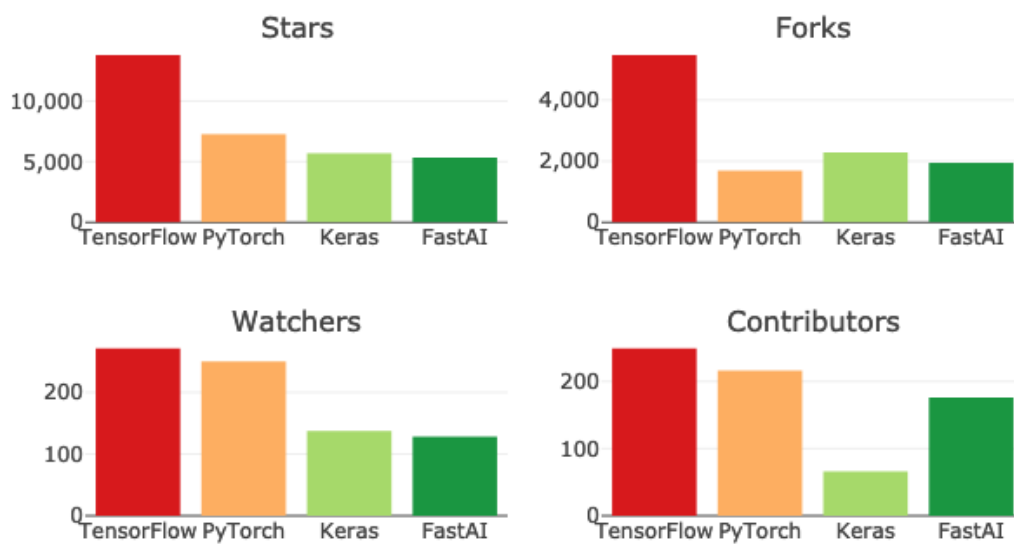 Stars
10,000
5,000
0
TensorFlow PyTorch Keras FastAI
Forks
4,000
2,000
0
TensorFlow PyTorch Keras FastAI
Watchers
200
100
0
TensorFlow PyTorch Keras FastAI
Contributors
200
100
0
TensorFlow PyTorch Keras FastAI